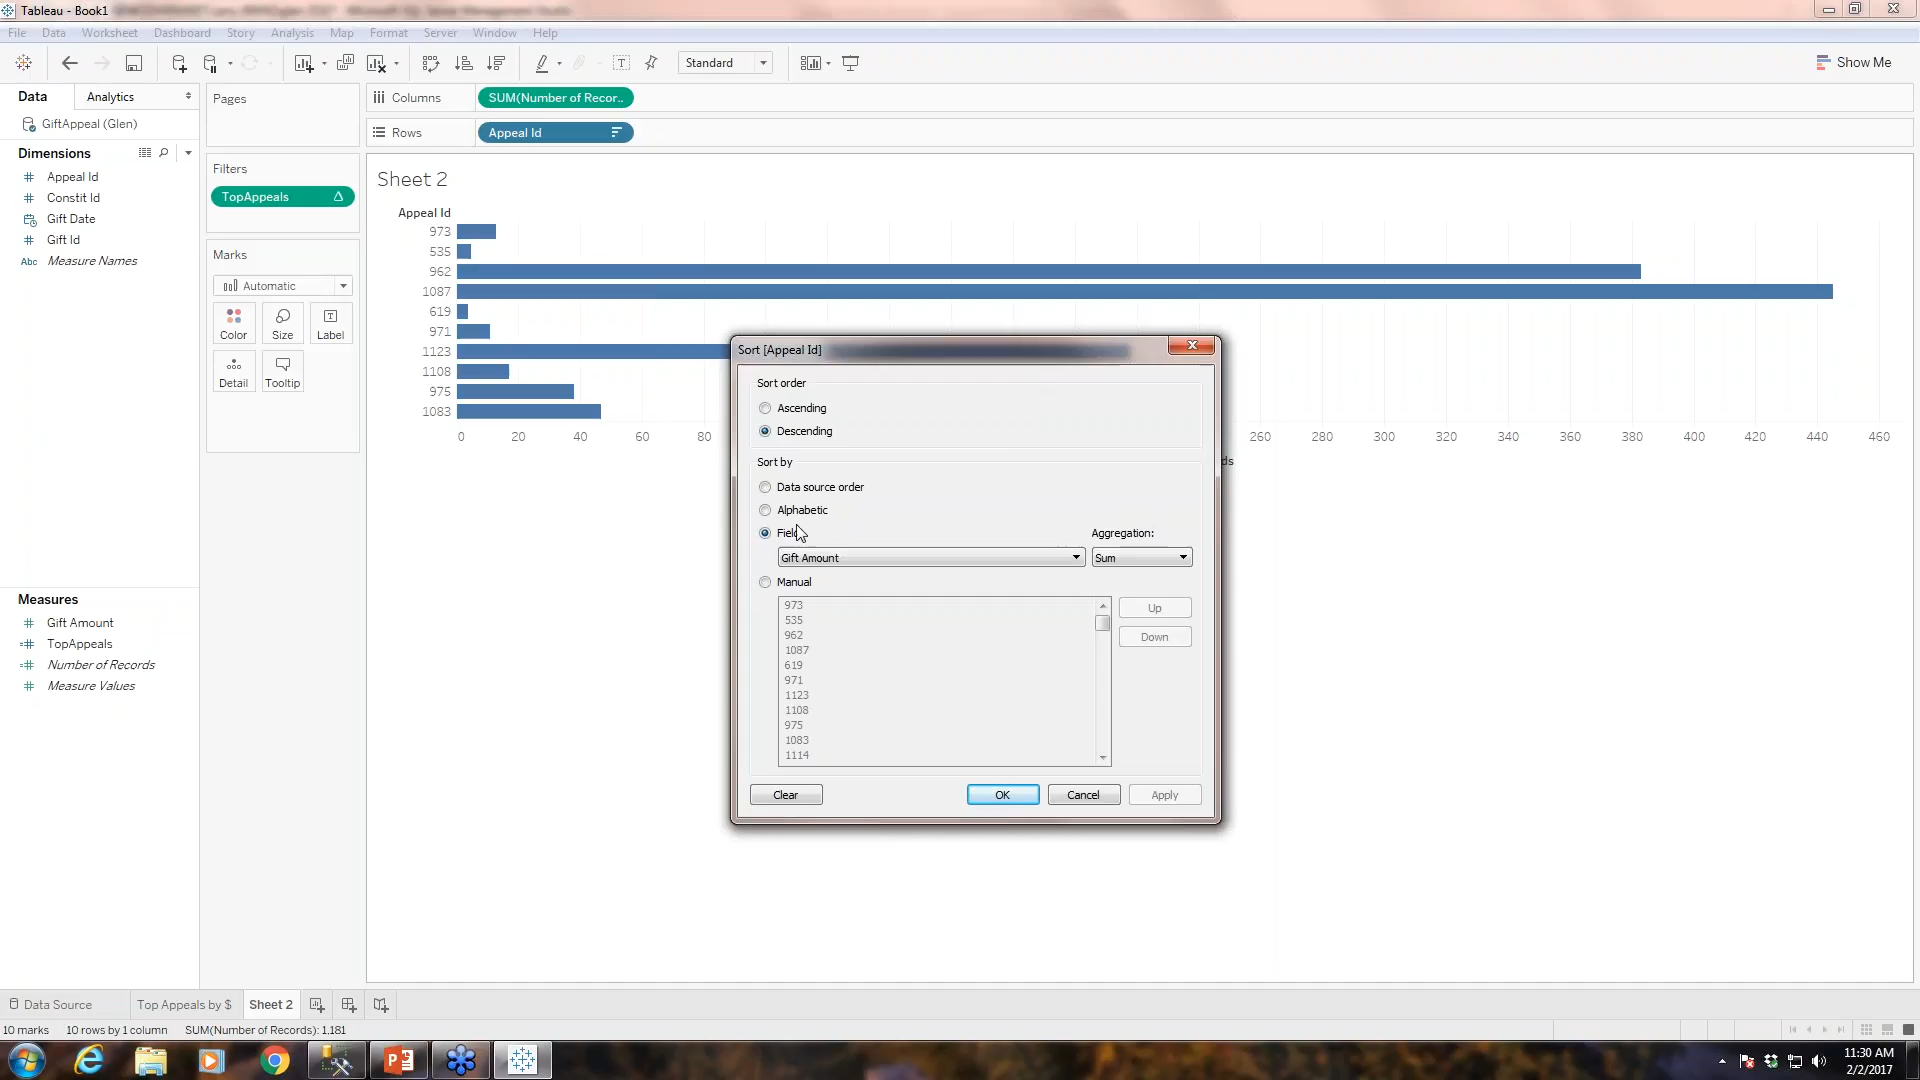 Tableau - Book1
File Data Worksheet Dashboard Story Analysis Map Format Server Window Help
Standard
Show Me
Data
Analytics
Pages
Columns
SUM(Number of Recor..
GiftAppeal (Glen)
Rows
Appeal Id
Dimensions
Filters
TopAppeals
Appeal Id
Constit Id
Gift Date
Gift Id
Abc Measure Names
Marks
Automatic
Color
Size
Label
Detail
Tooltip
Sheet 2
Appeal Id
973
535
962
1087
619
971
1123
1108
975
1083
0 20 40 60 80 260 280 300 320 340 360 380 400 420 440 460
ds
Sort [Appeal Id]
Sort order
Ascending
Descending
Sort by
Data source order
Alphabetic
Field
Aggregation:
Gift Amount
Sum
Manual
973
535
962
1087
619
971
1123
1108
975
1083
1114
Up
Down
Clear
OK
Cancel
Apply
Measures
Gift Amount
TopAppeals
Number of Records
Measure Values
Data Source
Top Appeals by $
Sheet 2
10 marks 10 rows by 1 column SUM(Number of Records): 1,181
11:30 AM
2/2/2017